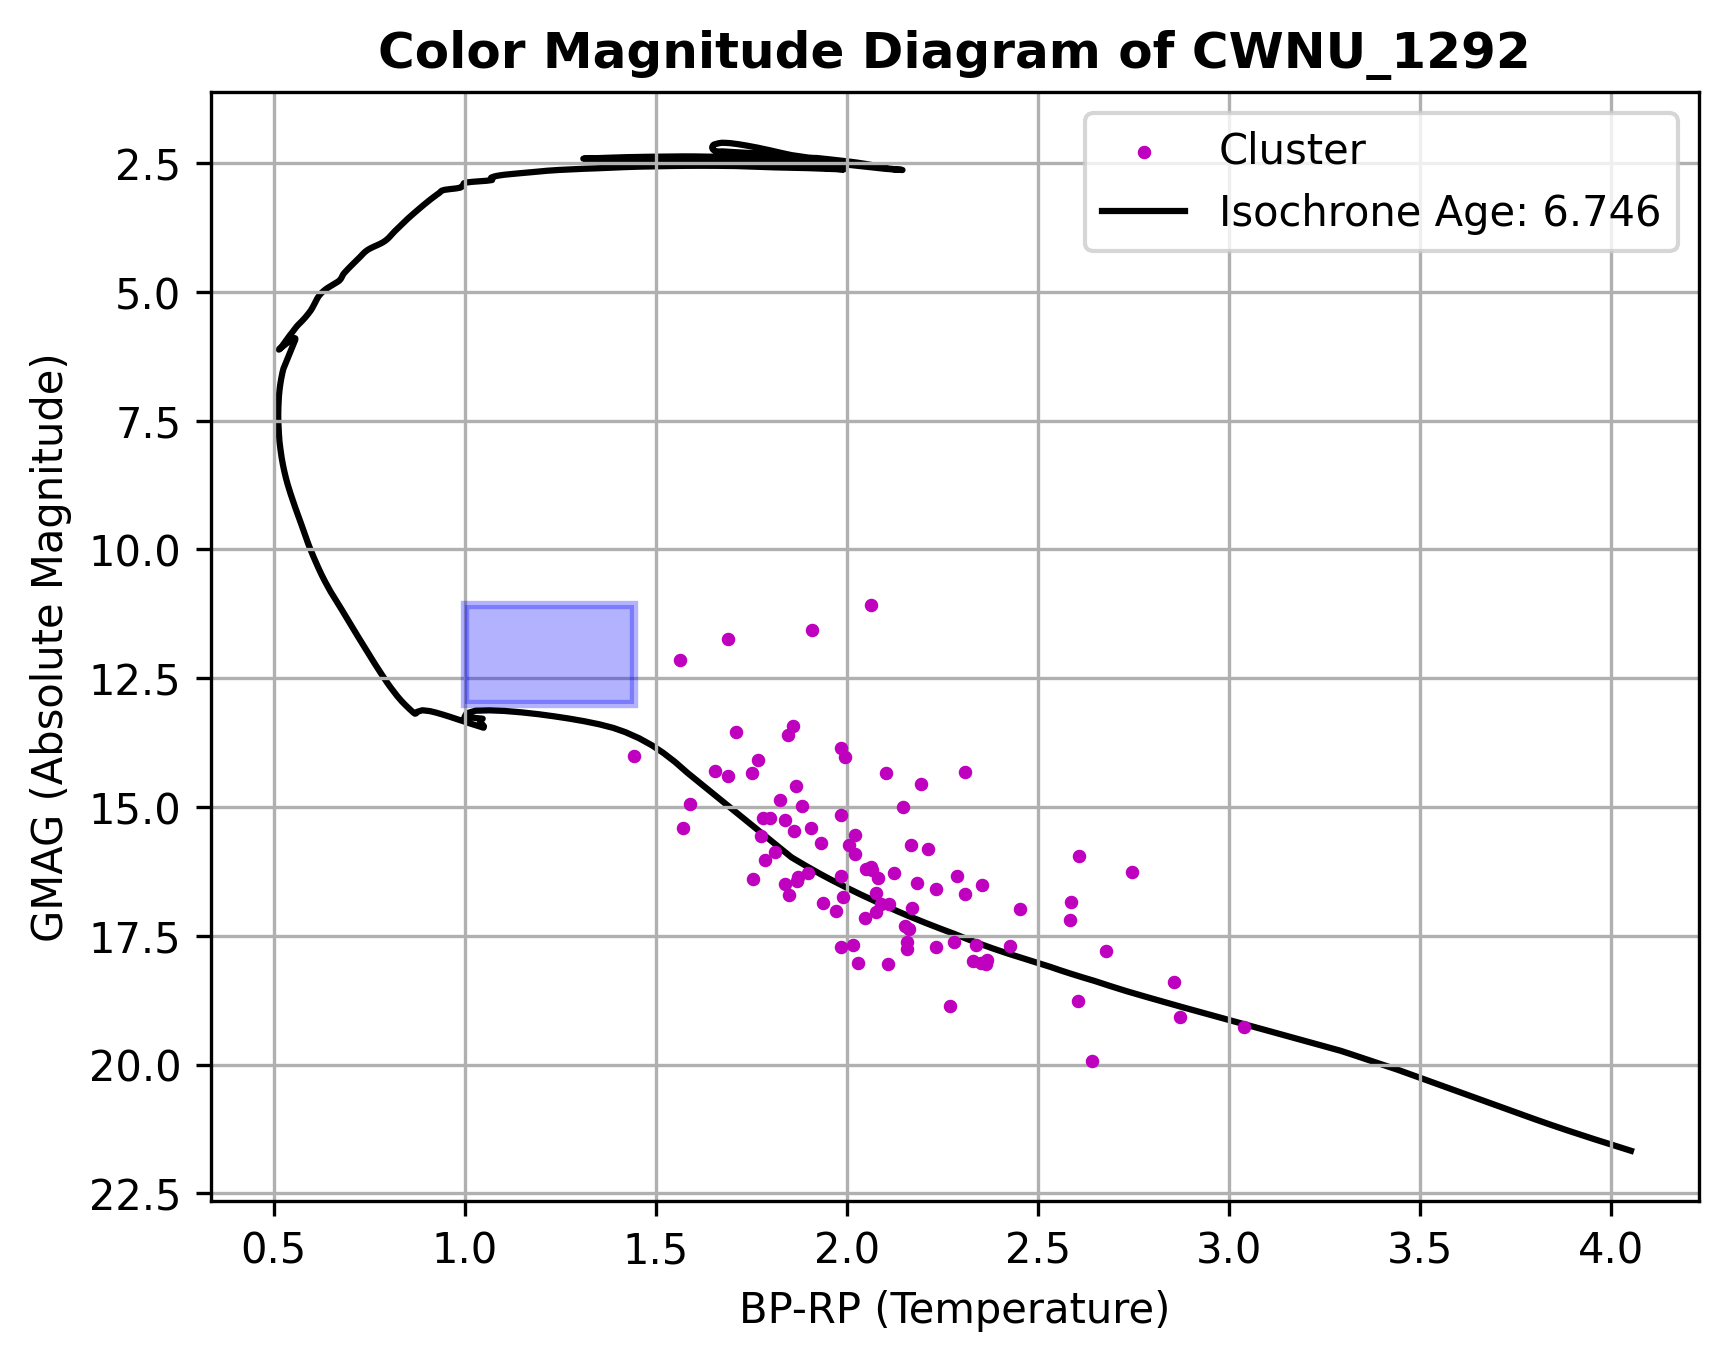 Color Magnitude Diagram of CWNU_1292
Cluster
Isochrone Age: 6.746
GMAG (Absolute Magnitude)
2.5
5.0
7.5
10.0
12.5
15.0
17.5
20.0
22.5
0.5 1.0 1.5 2.0 2.5 3.0 3.5 4.0
BP-RP (Temperature)